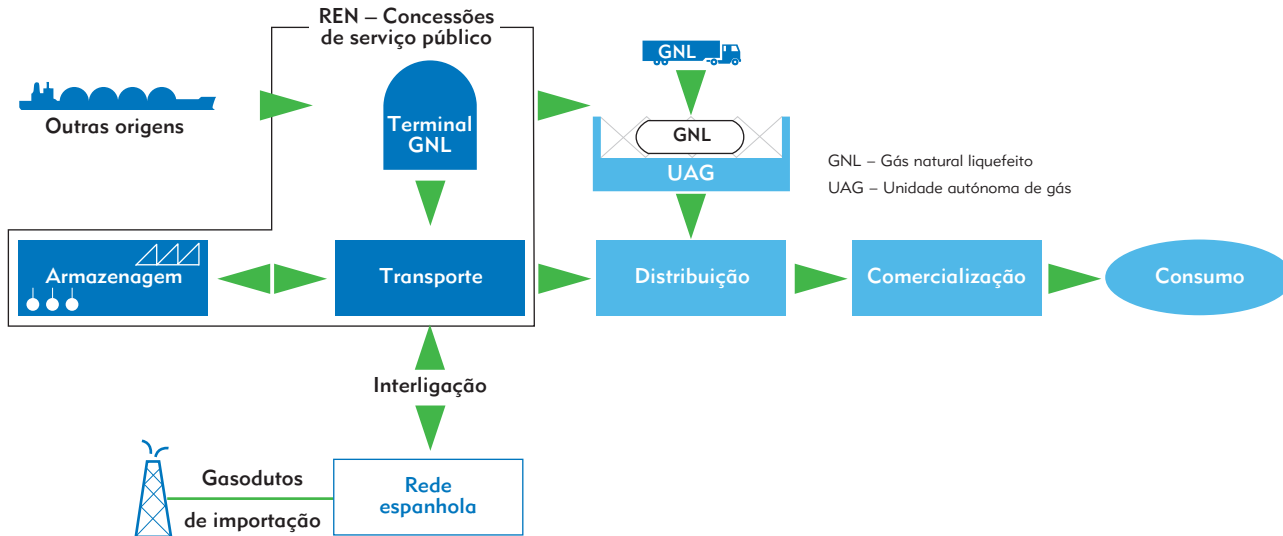 REN – Concessões
de serviço público
GNL
Outras origens
Terminal
GNL
GNL
UAG
GNL – Gás natural liquefeito
UAG – Unidade autónoma de gás
Armazenagem
Transporte
Distribuição
Comercialização
Consumo
Interligação
Gasodutos
de importação
Rede
espanhola